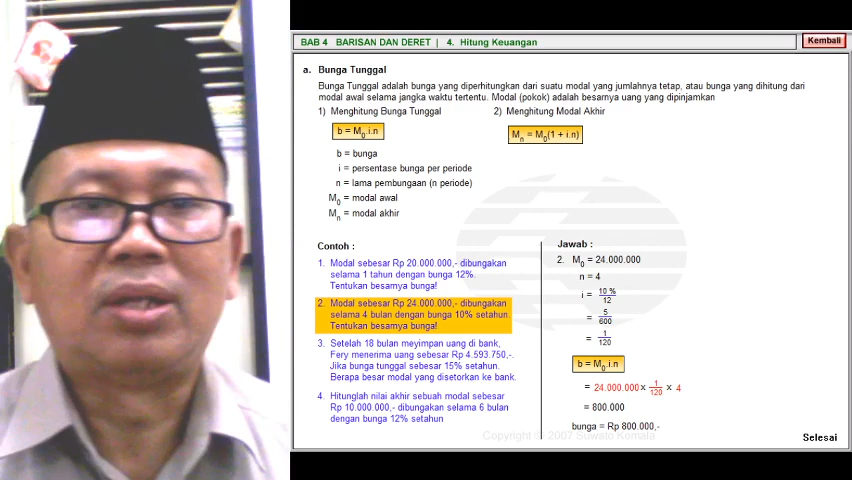 BAB 4 BARISAN DAN DERET | 4. Hitung Keuangan
Kembali
a. Bunga Tunggal
Bunga Tunggal adalah bunga yang diperhitungkan dari suatu modal yang jumlahnya tetap, atau bunga yang dihitung dari
modal awal selama jangka waktu tertentu. Modal (pokok) adalah besarnya uang yang dipinjamkan
1) Menghitung Bunga Tunggal
b = M₀.i.n
b = bunga
i = persentase bunga per periode
n = lama pembungaan (n periode)
M₀ = modal awal
Mₙ = modal akhir
2) Menghitung Modal Akhir
Mₙ = M₀(1 + i.n)
Contoh :
1. Modal sebesar Rp 20.000.000,- dibungakan
selama 1 tahun dengan bunga 12%.
Tentukan besarnya bunga!
2. Modal sebesar Rp 24.000.000,- dibungakan
selama 4 bulan dengan bunga 10% setahun.
Tentukan besarnya bunga!
3. Setelah 18 bulan meyimpan uang di bank,
Fery menerima uang sebesar Rp 4.593.750,-.
Jika bunga tunggal sebesar 15% setahun.
Berapa besar modal yang disetorkan ke bank.
4. Hitunglah nilai akhir sebuah modal sebesar
Rp 10.000.000,- dibungakan selama 6 bulan
dengan bunga 12% setahun
Jawab :
2. M₀ = 24.000.000
n = 4
i = 10 % / 12
= 5 / 600
= 1 / 120
b = M₀.i.n
= 24.000.000 x 1 / 120 x 4
= 800.000
bunga = Rp 800.000,-
Copyright © 2007 Suwato Komala
Selesai